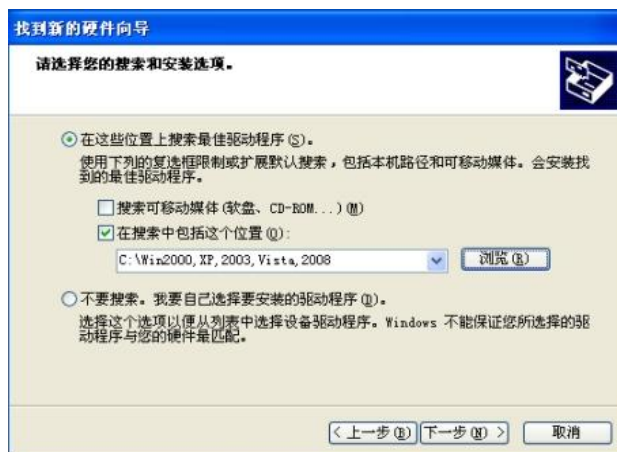 找到新的硬件向导
请选择您的搜索和安装选项。
在这些位置上搜索最佳驱动程序(S)。
使用下列的复选框限制或扩展默认搜索，包括本机路径和可移动媒体。会安装找
到的最佳驱动程序。
搜索可移动媒体(软盘、CD-ROM...)(M)
在搜索中包括这个位置(O):
C:\Win2000,XP,2003,Vista,2008
浏览(R)
不要搜索。我要自己选择要安装的驱动程序(D)。
选择这个选项以便从列表中选择设备驱动程序。Windows 不能保证您所选择的驱
动程序与您的硬件最匹配。
< 上一步(B) 下一步(N) > 取消